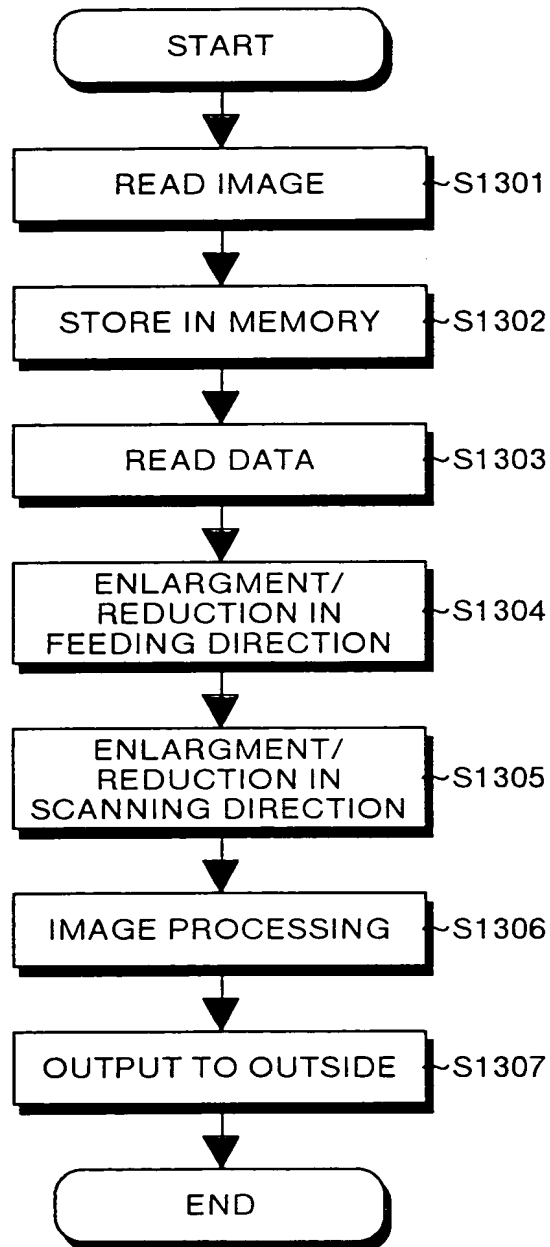 START
READ IMAGE
~S1301
STORE IN MEMORY
~S1302
READ DATA
~S1303
ENLARGMENT/
REDUCTION IN
FEEDING DIRECTION
~S1304
ENLARGMENT/
REDUCTION IN
SCANNING DIRECTION
~S1305
IMAGE PROCESSING
~S1306
OUTPUT TO OUTSIDE
~S1307
END